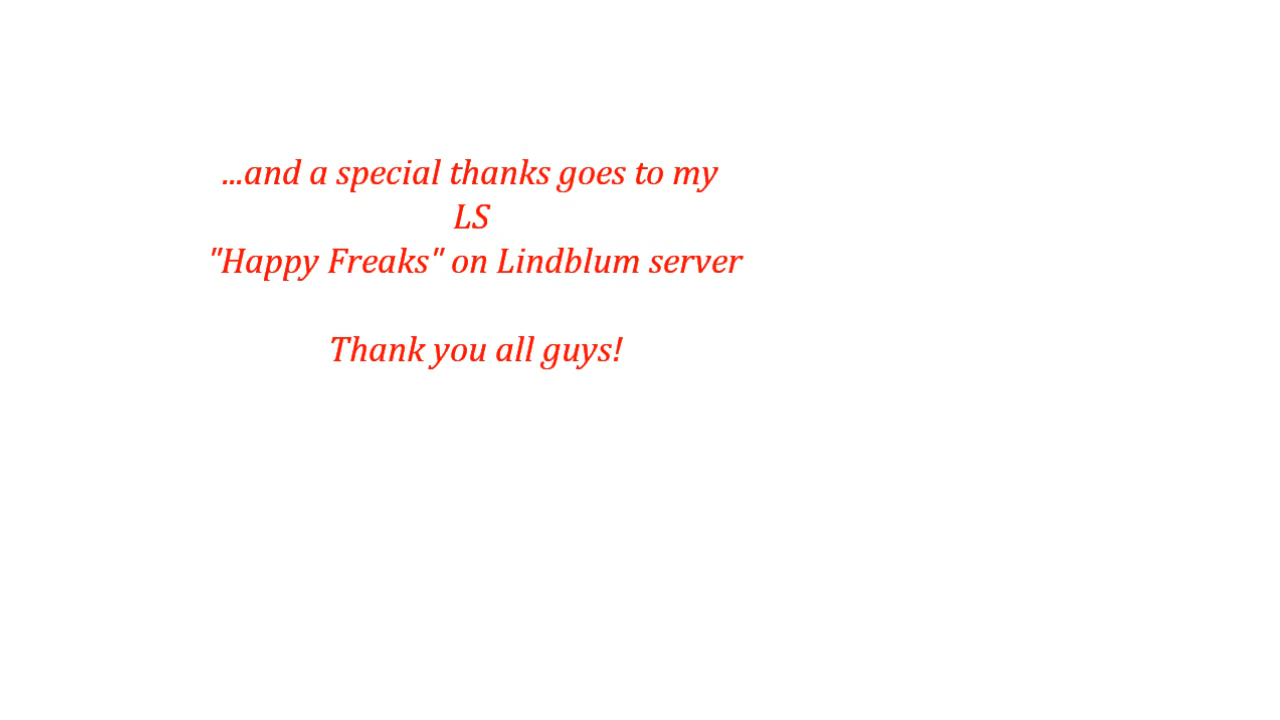 ...and a special thanks goes to my
LS
"Happy Freaks" on Lindblum server
Thank you all guys!